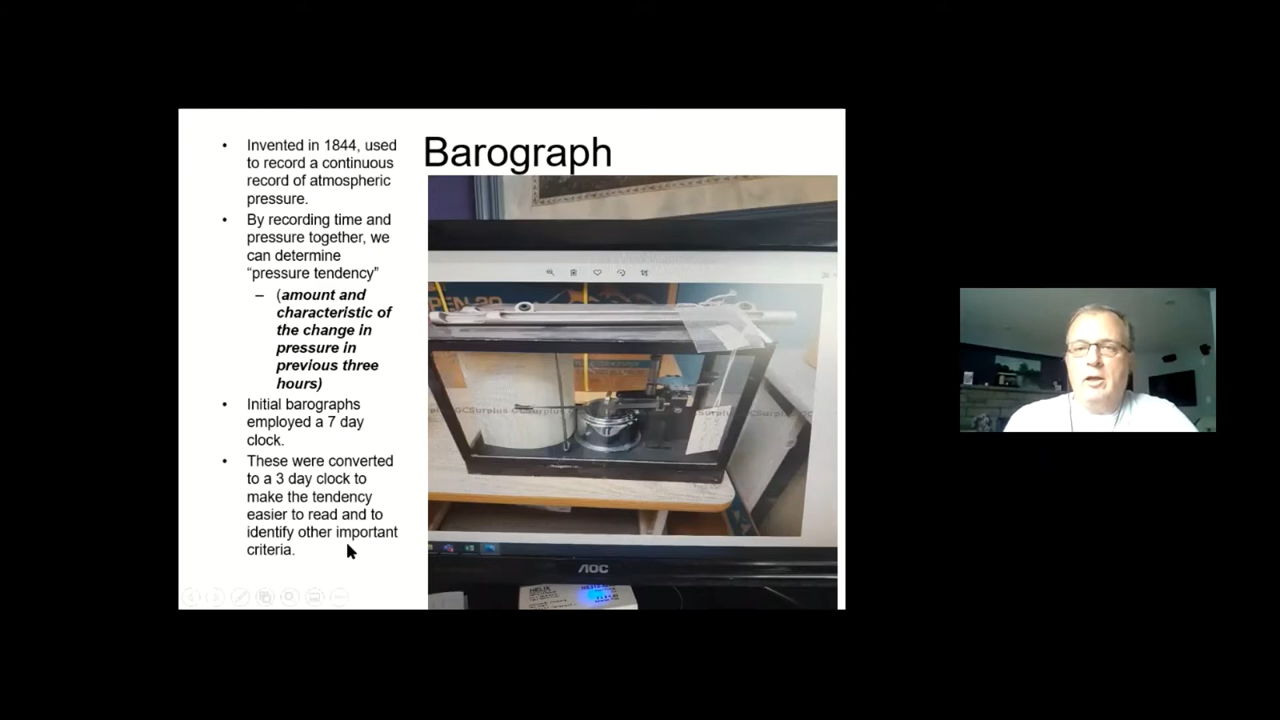 Barograph
• Invented in 1844, used
to record a continuous
record of atmospheric
pressure.
• By recording time and
pressure together, we
can determine
“pressure tendency”
– (amount and
characteristic of
the change in
pressure in
previous three
hours)
• Initial barographs
employed a 7 day
clock.
• These were converted
to a 3 day clock to
make the tendency
easier to read and to
identify other important
criteria.
GCSurplus GCSurplus
AOC
HELIX